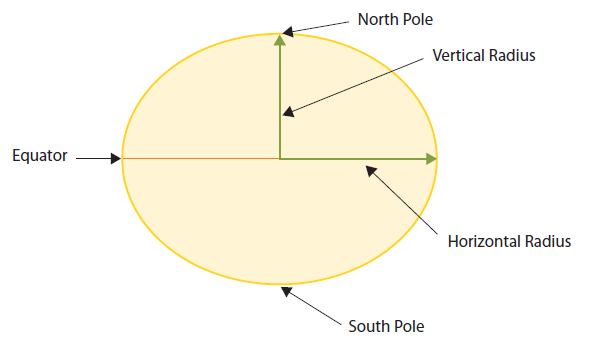 North Pole
Vertical Radius
Equator
Horizontal Radius
South Pole